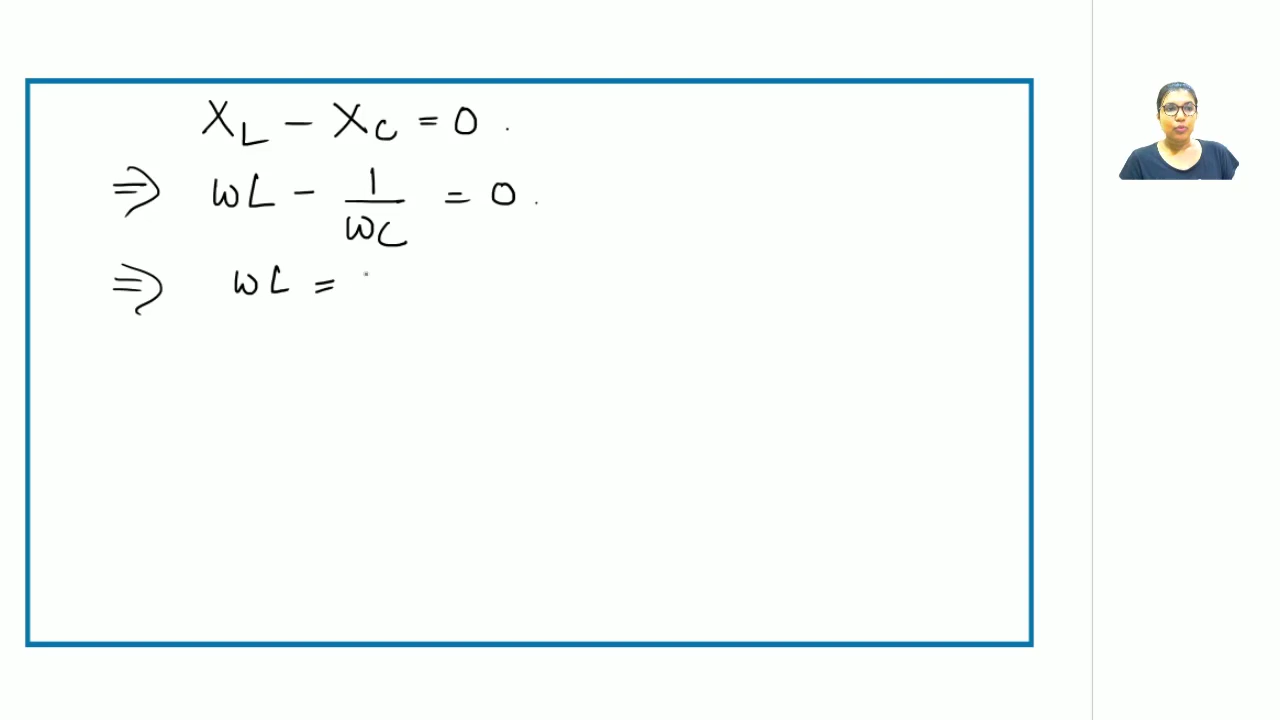 X_L - X_C = 0 .
⇒ ωL - 1/ωC = 0 .
⇒ ωL =